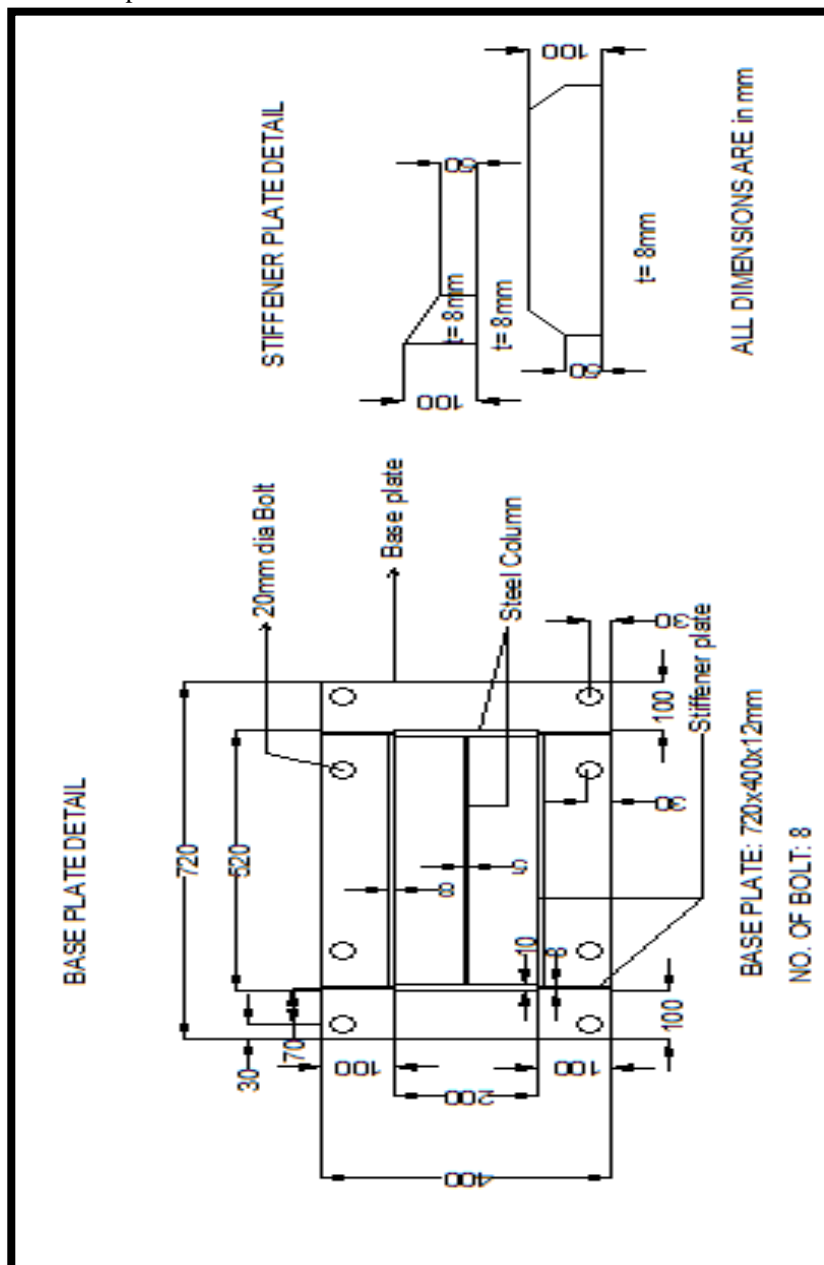 BASE PLATE DETAIL
720
520
20mm dia Bolt
Base plate
Steel Column
Stiffener plate
30
70
100
200
100
400
8
5
10
8
30
30
100
100
BASE PLATE: 720x400x12mm
NO. OF BOLT: 8
STIFFENER PLATE DETAIL
100
50
t= 8mm
t= 8mm
100
50
t= 8mm
ALL DIMENSIONS ARE in mm